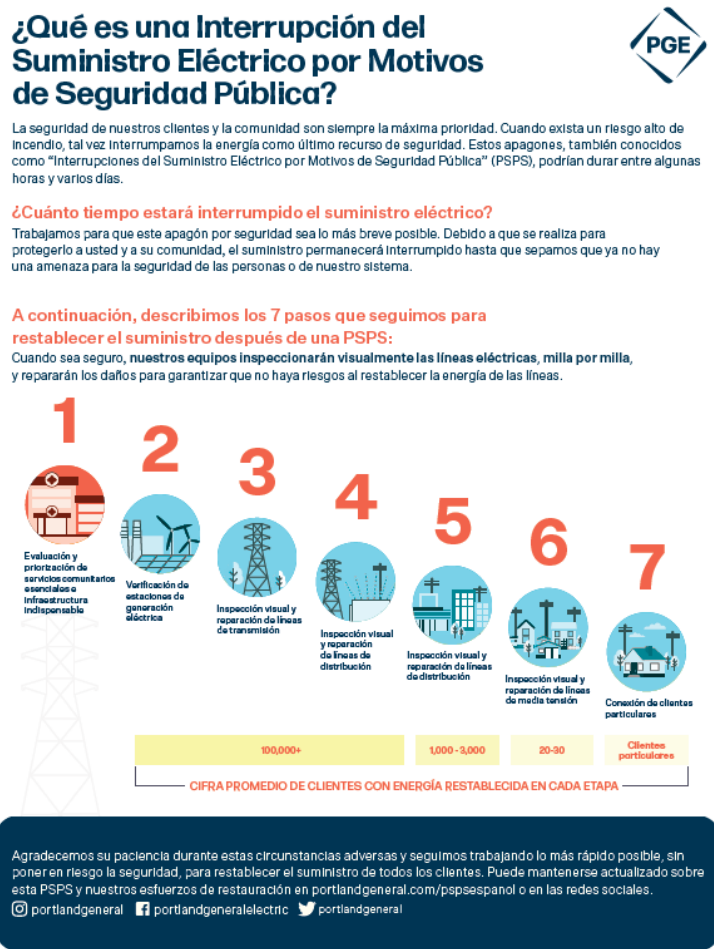 ¿Qué es una Interrupción del
Suministro Eléctrico por Motivos
de Seguridad Pública?
PGE
La seguridad de nuestros clientes y la comunidad son siempre la máxima prioridad. Cuando exista un riesgo alto de
incendio, tal vez interrumpamos la energía como último recurso de seguridad. Estos apagones, también conocidos
como “Interrupciones del Suministro Eléctrico por Motivos de Seguridad Pública” (PSPS), podrían durar entre algunas
horas y varios días.
¿Cuánto tiempo estará interrumpido el suministro eléctrico?
Trabajamos para que este apagón por seguridad sea lo más breve posible. Debido a que se realiza para
protegerlo a usted y a su comunidad, el suministro permanecerá interrumpido hasta que sepamos que ya no hay
una amenaza para la seguridad de las personas o de nuestro sistema.
A continuación, describimos los 7 pasos que seguimos para
restablecer el suministro después de una PSPS:
Cuando sea seguro, nuestros equipos inspeccionarán visualmente las líneas eléctricas, milla por milla,
y repararán los daños para garantizar que no haya riesgos al restablecer la energía de las líneas.
1
Evaluación y
priorización de
servicios comunitarios
esenciales e
infraestructura
indispensable
2
Verificación de
estaciones de
generación
eléctrica
3
Inspección visual y
reparación de líneas
de transmisión
4
Inspección visual
y reparación
de líneas de
distribución
5
Inspección visual y
reparación de líneas
de distribución
6
Inspección visual y
reparación de líneas
de media tensión
7
Conexión de clientes
particulares
100,000+
1,000 - 3,000
20-30
Clientes
particulares
CIFRA PROMEDIO DE CLIENTES CON ENERGÍA RESTABLECIDA EN CADA ETAPA
Agradecemos su paciencia durante estas circunstancias adversas y seguimos trabajando lo más rápido posible, sin
poner en riesgo la seguridad, para restablecer el suministro de todos los clientes. Puede mantenerse actualizado sobre
esta PSPS y nuestros esfuerzos de restauración en portlandgeneral.com/pspsespanol o en las redes sociales.
portlandgeneral portlandgeneralelectric portlandgeneral